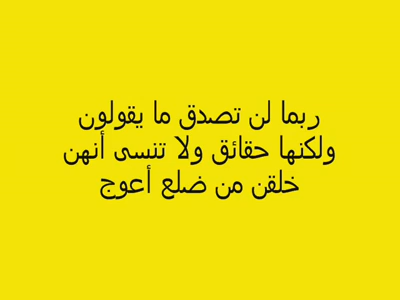 ربما لن تصدق ما يقولون
ولكنها حقائق ولا تنسى أنهن
خلقن من ضلع أعوج